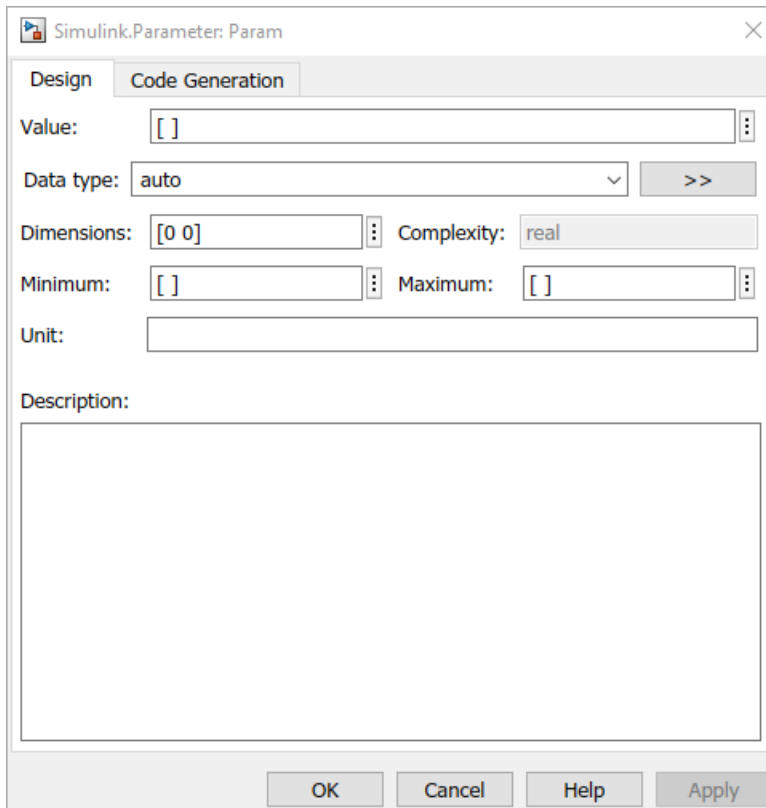 Simulink.Parameter: Param
Design Code Generation
Value: [ ]
Data type: auto >>
Dimensions: [0 0] Complexity: real
Minimum: [ ] Maximum: [ ]
Unit:
Description:
OK Cancel Help Apply